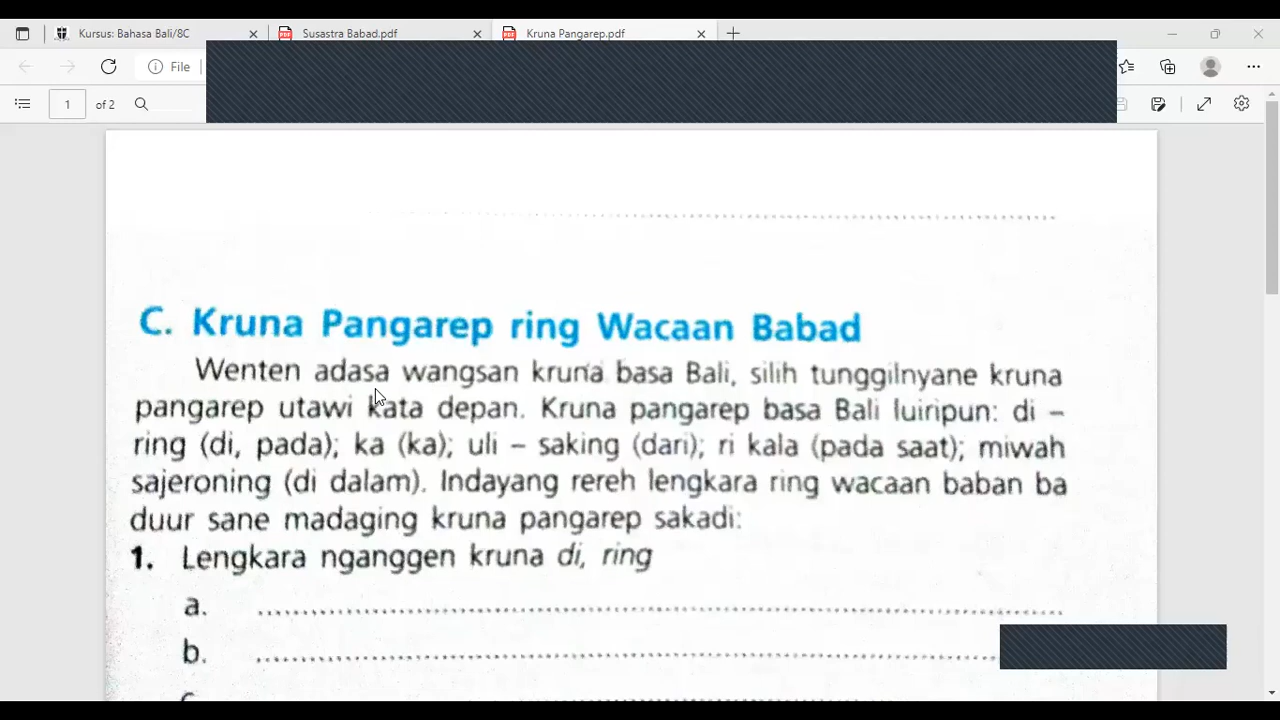 Kursus: Bahasa Bali/8C
Susastra Babad.pdf
Kruna Pangarep.pdf
File
1 of 2
C. Kruna Pangarep ring Wacaan Babad
Wenten adasa wangsan kruna basa Bali, silih tunggilnyane kruna
pangarep utawi kata depan. Kruna pangarep basa Bali luiripun: di –
ring (di, pada); ka (ka); uli – saking (dari); ri kala (pada saat); miwah
sajeroning (di dalam). Indayang rereh lengkara ring wacaan baban ba
duur sane madaging kruna pangarep sakadi:
1. Lengkara nganggen kruna di, ring
a.
b.